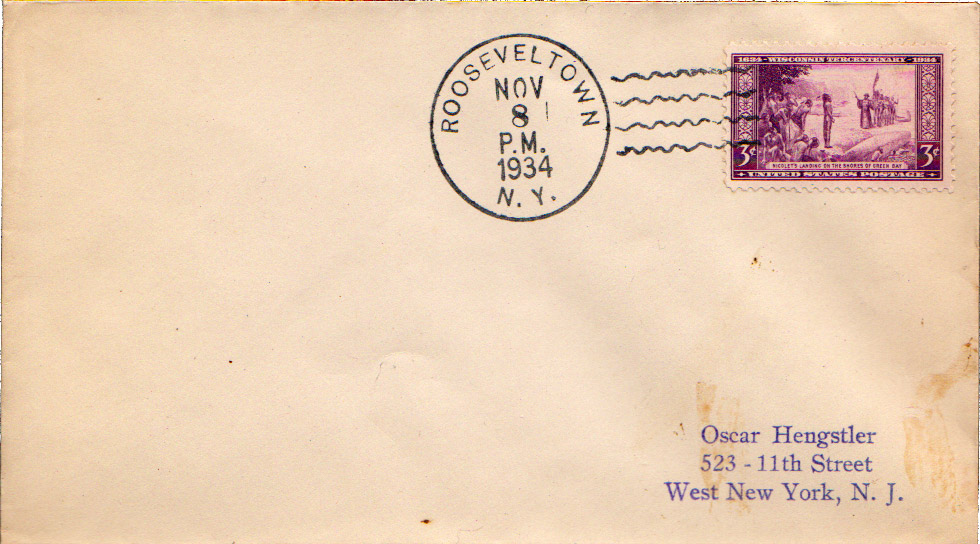 ROOSEVELTOWN
NOV
8
P.M.
1934
N. Y.
1634 - WISCONSIN TERCENTENARY - 1934
3¢ 3¢
NICOLET'S LANDING ON THE SHORES OF GREEN BAY
UNITED STATES POSTAGE
Oscar Hengstler
523 - 11th Street
West New York, N. J.